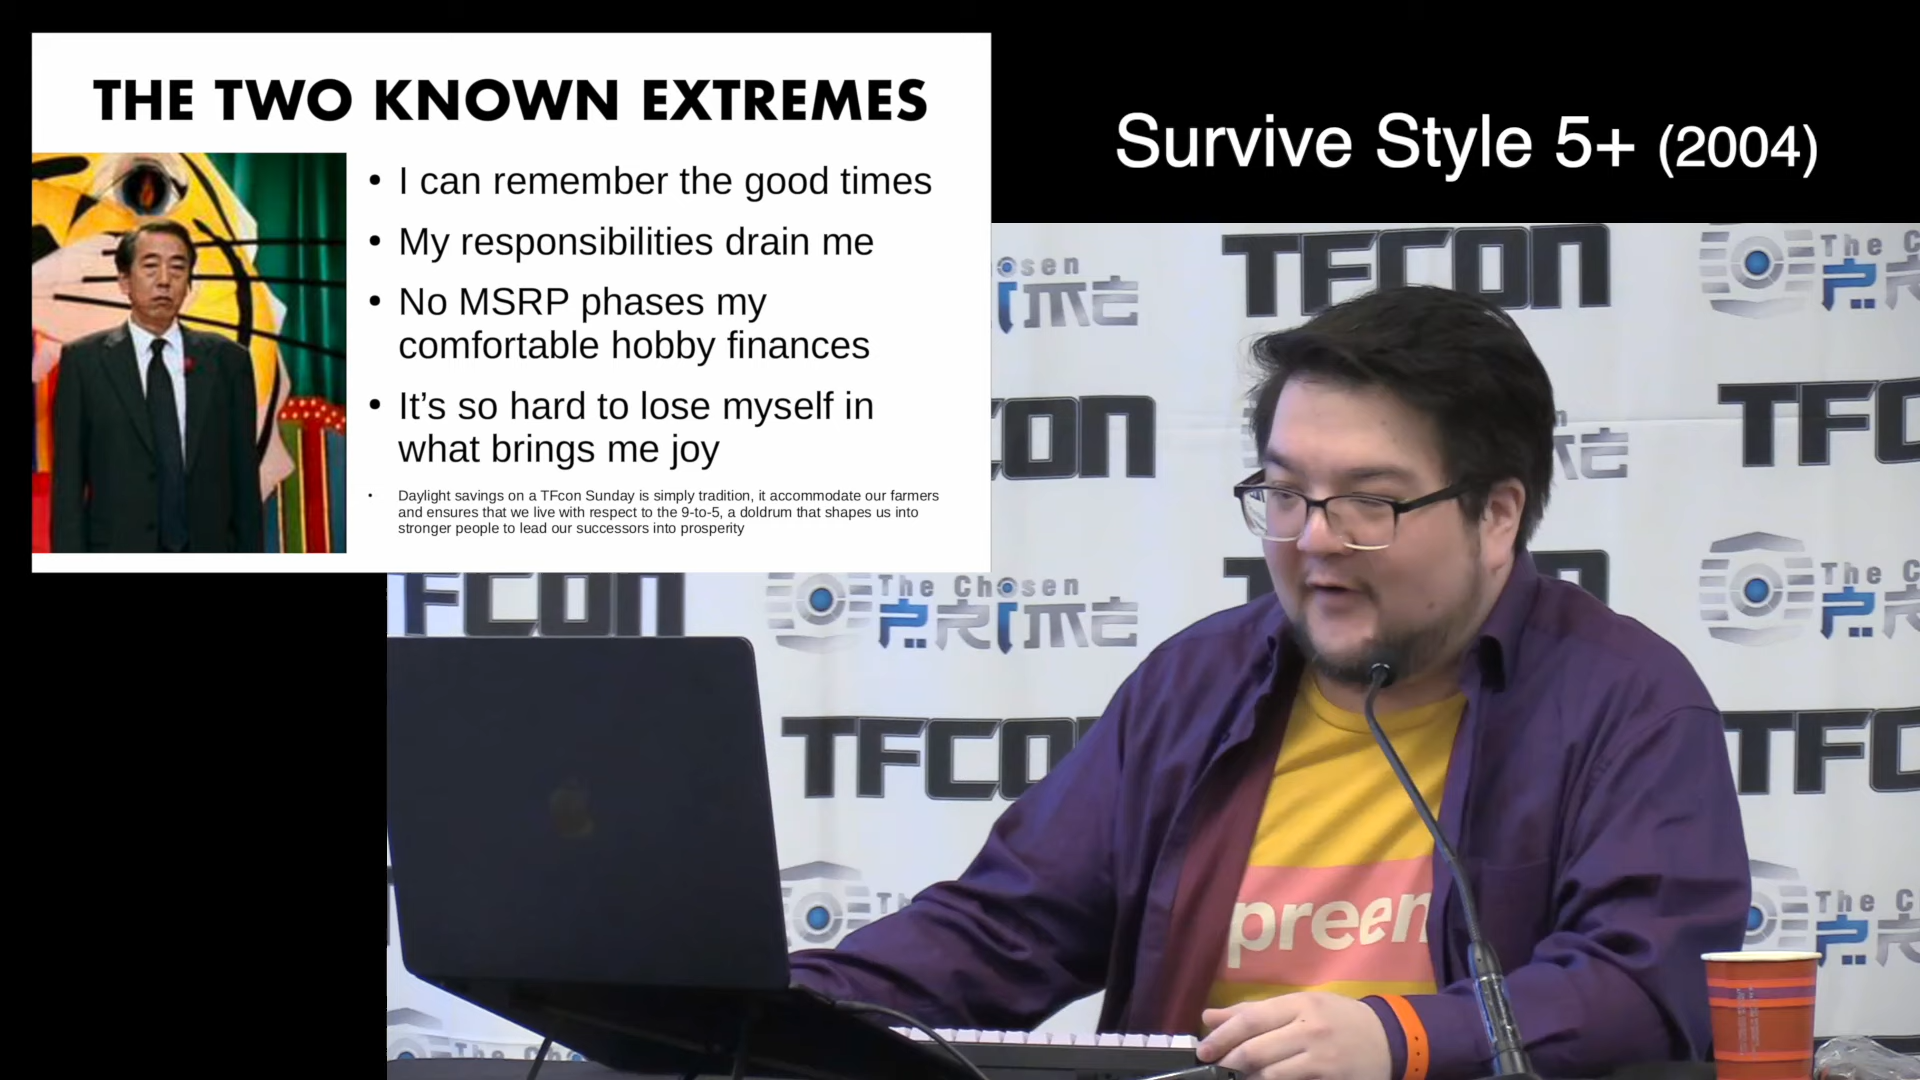 THE TWO KNOWN EXTREMES
• I can remember the good times
• My responsibilities drain me
• No MSRP phases my
comfortable hobby finances
• It's so hard to lose myself in
what brings me joy
• Daylight savings on a TFcon Sunday is simply tradition, it accommodate our farmers
and ensures that we live with respect to the 9-to-5, a doldrum that shapes us into
stronger people to lead our successors into prosperity
Survive Style 5+ (2004)
TFCON
The Chosen
PRIME
TFCON
preen